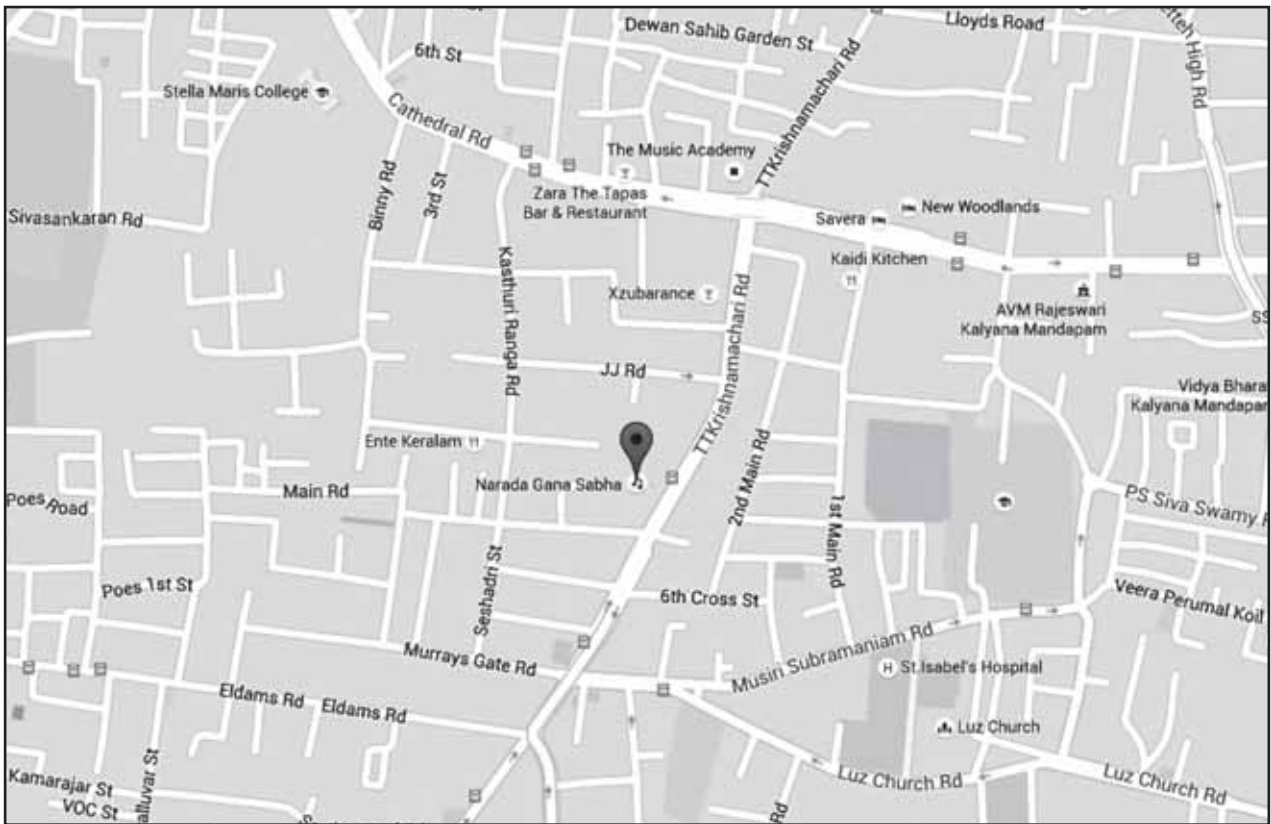 Lloyds Road
Dewan Sahib Garden St
6th St
Stella Maris College
Cathedral Rd
The Music Academy
TTKrishnamachari Rd
Zara The Tapas
Bar & Restaurant
Binny Rd
3rd St
Savera
New Woodlands
Sivasankaran Rd
Kaidi Kitchen
Kasthuri Ranga Rd
Xzubarance
TTKrishnamachari Rd
AVM Rajeswari
Kalyana Mandapam
JJ Rd
Vidya Bhara
Kalyana Mandapar
Ente Keralam
Narada Gana Sabha
2nd Main Rd
Main Rd
1st Main Rd
Poes Road
PS Siva Swamy
Seshadri St
Poes 1st St
6th Cross St
Veera Perumal Koil
Murrays Gate Rd
Musiri Subramaniam Rd
H St.Isabel's Hospital
Eldams Rd
Eldams Rd
Luz Church
Luz Church Rd
Luz Church Rd
Kamarajar St
VOC St
alluvar St
Rd